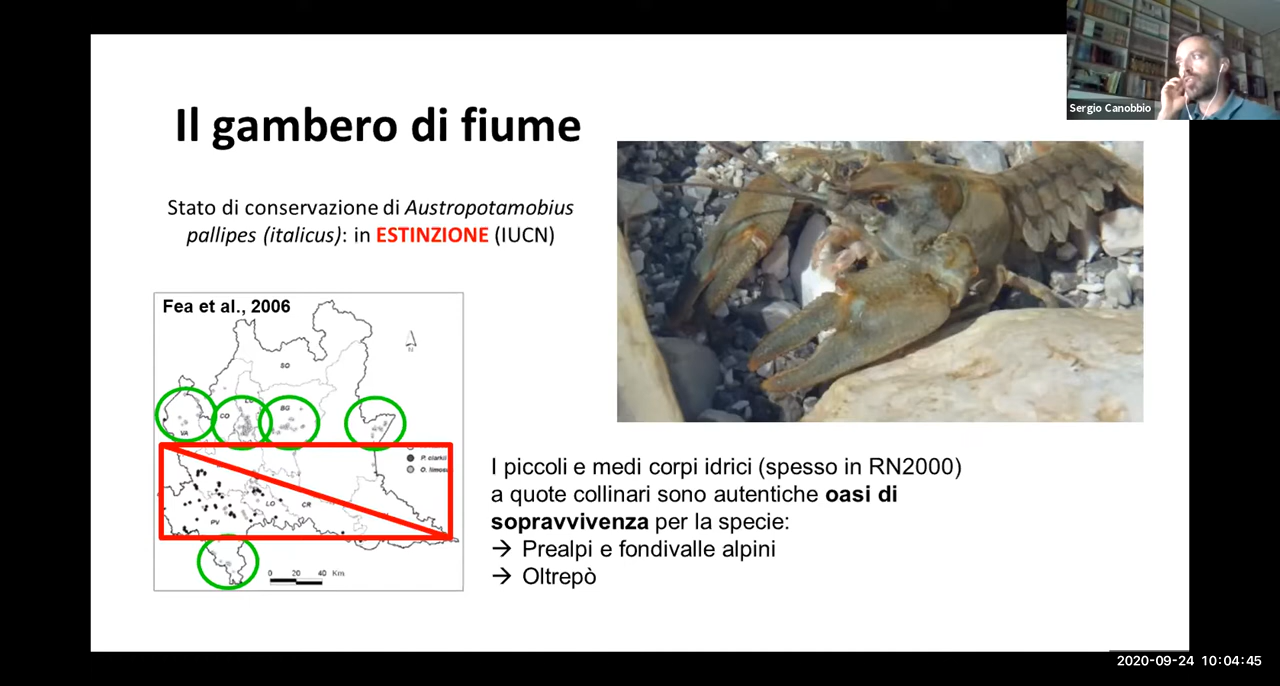 Sergio Canobbio
Il gambero di fiume
Stato di conservazione di Austropotamobius
pallipes (italicus): in ESTINZIONE (IUCN)
Fea et al., 2006
SO
CO
BG
VA
P. clarkii
LO
CR
PV
0 20 40 Km
I piccoli e medi corpi idrici (spesso in RN2000)
a quote collinari sono autentiche oasi di
sopravvivenza per la specie:
→ Prealpi e fondivalle alpini
→ Oltrepò
2020-09-24 10:04:45